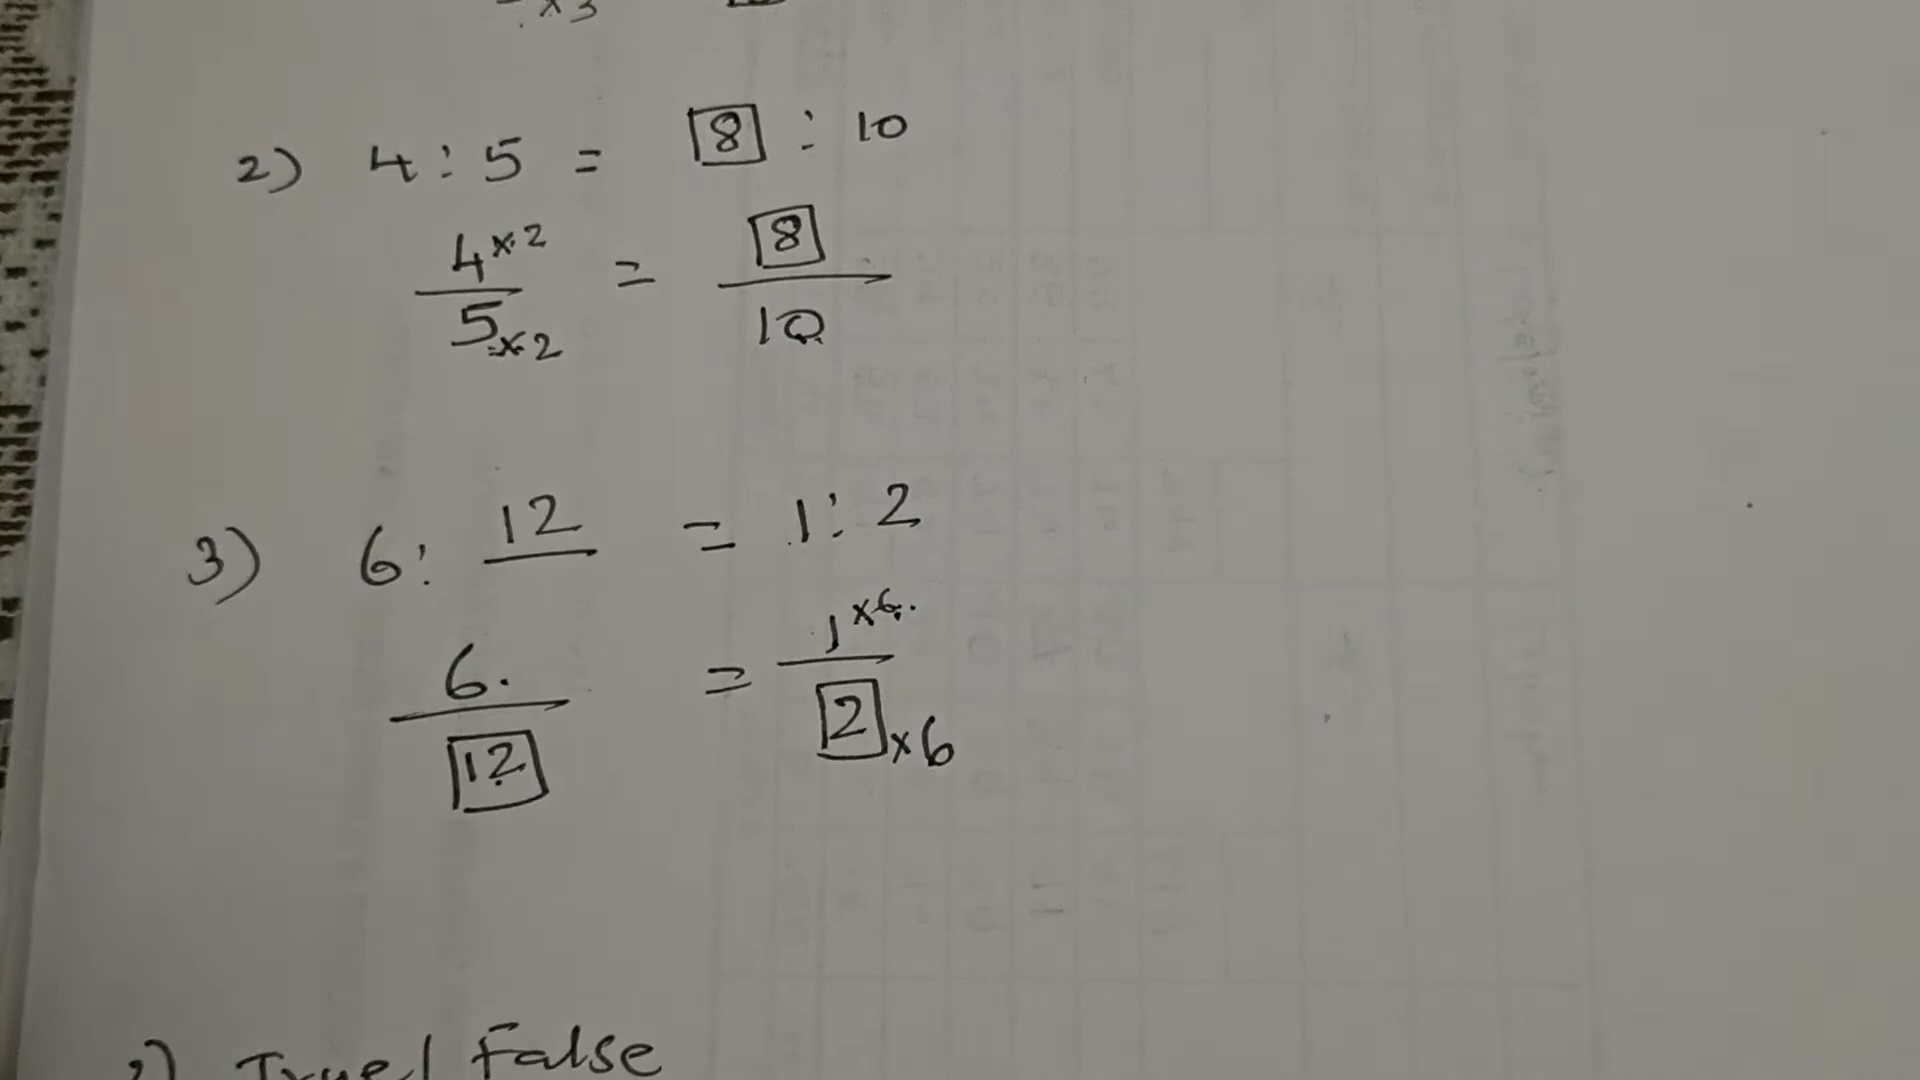 ×3
2) 4 : 5 = 8 : 10
4×2 = 8
5×2 10
3) 6 : 12 = 1 : 2
6. = 1×6.
12 2×6
True/ False